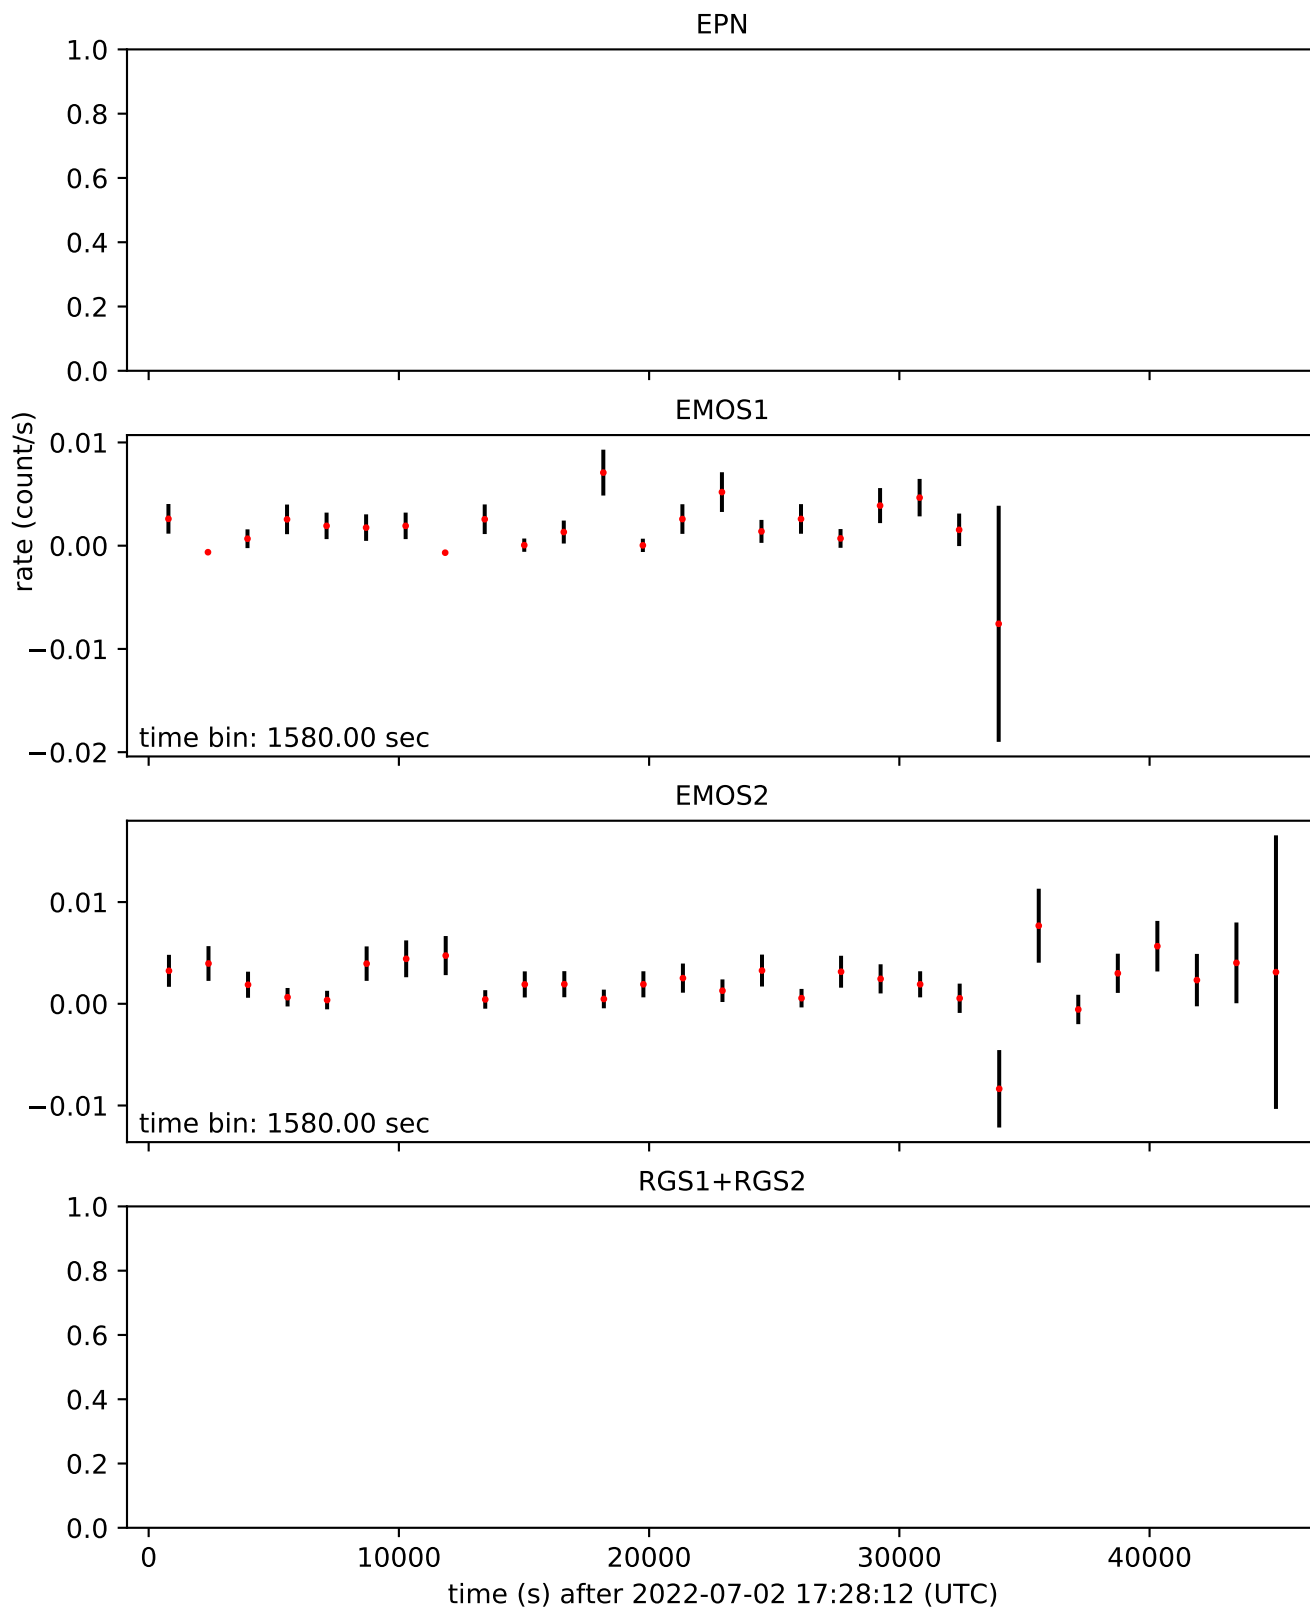 EPN
1.0
0.8
0.6
0.4
0.2
0.0
EMOS1
rate (count/s)
0.01
0.00
−0.01
−0.02
time bin: 1580.00 sec
EMOS2
0.01
0.00
−0.01
time bin: 1580.00 sec
RGS1+RGS2
1.0
0.8
0.6
0.4
0.2
0.0
0 10000 20000 30000 40000
time (s) after 2022-07-02 17:28:12 (UTC)